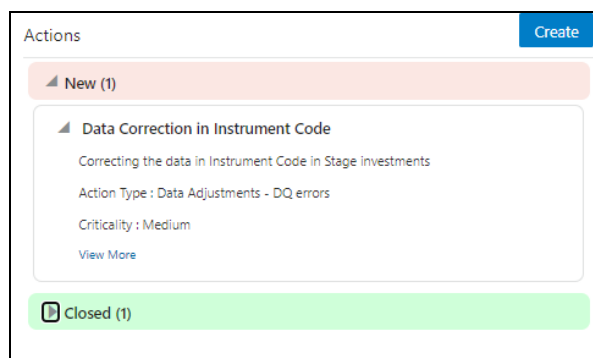 Actions
Create
New (1)
Data Correction in Instrument Code
Correcting the data in Instrument Code in Stage investments
Action Type : Data Adjustments - DQ errors
Criticality : Medium
View More
Closed (1)